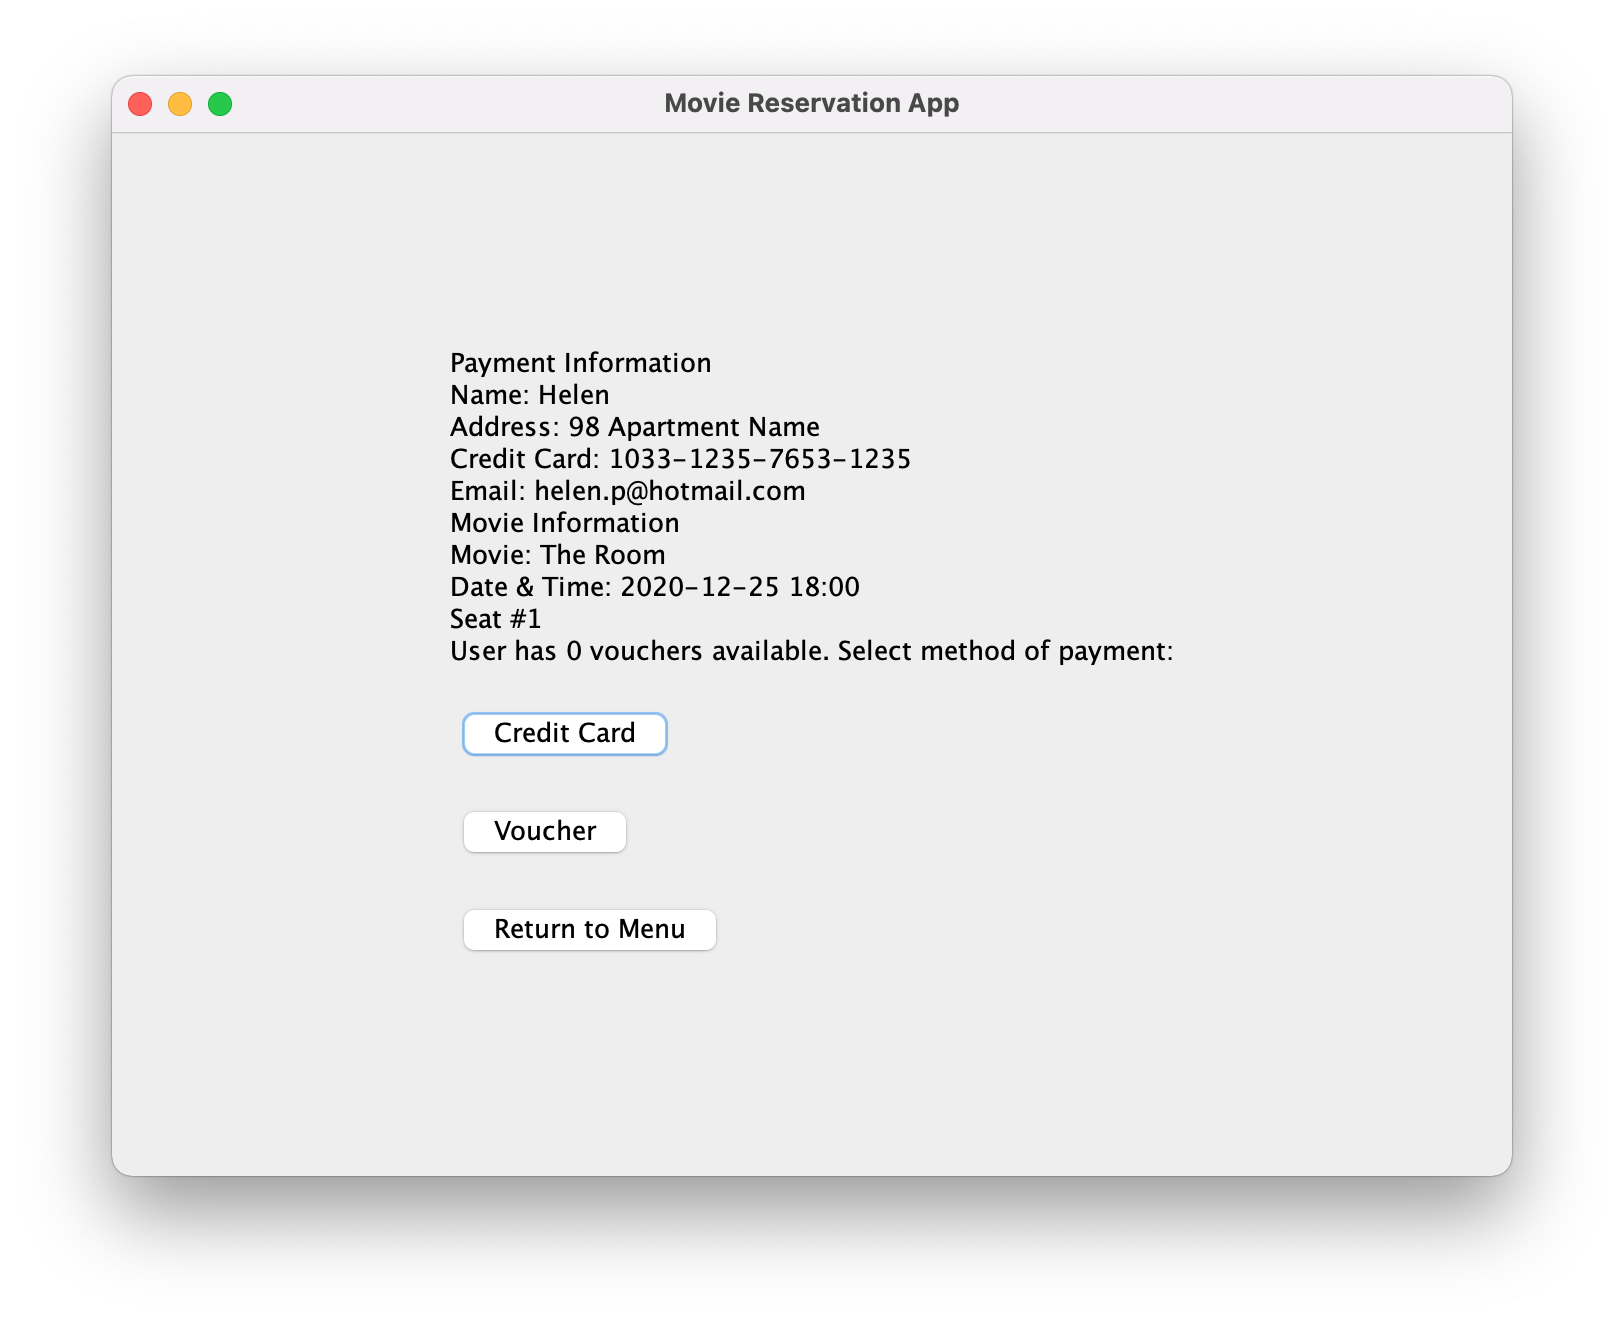 Movie Reservation App
Payment Information
Name: Helen
Address: 98 Apartment Name
Credit Card: 1033-1235-7653-1235
Email: helen.p@hotmail.com
Movie Information
Movie: The Room
Date & Time: 2020-12-25 18:00
Seat #1
User has 0 vouchers available. Select method of payment:
Credit Card
Voucher
Return to Menu